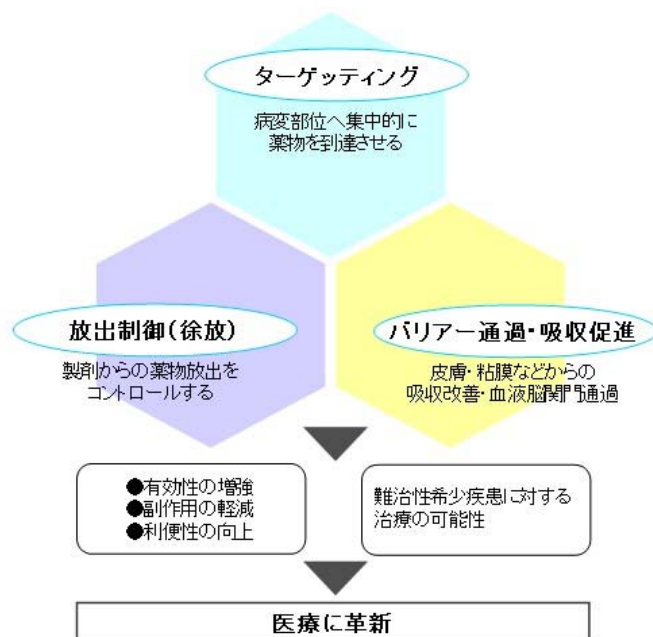 ターゲッティング
病変部位へ集中的に
薬物を到達させる
放出制御(徐放)
製剤からの薬物放出を
コントロールする
バリアー通過・吸収促進
皮膚・粘膜などからの
吸収改善・血液脳関門通過
●有効性の増強
●副作用の軽減
●利便性の向上
難治性希少疾患に対する
治療の可能性
医療に革新